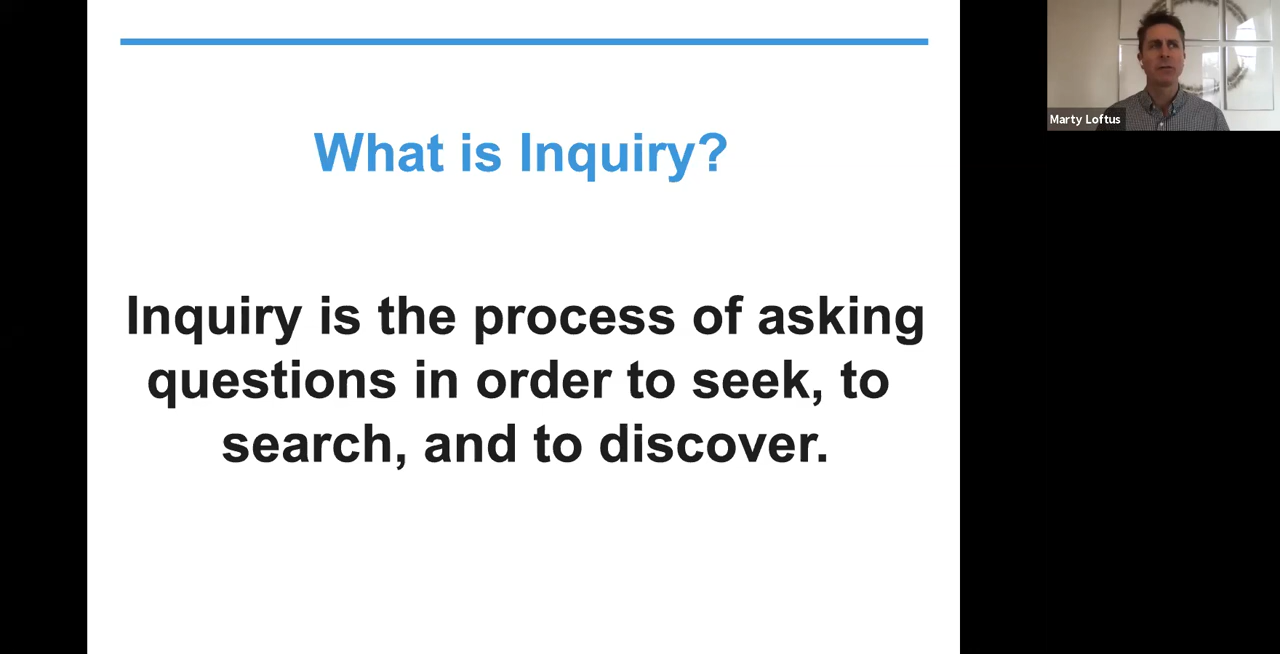 What is Inquiry?
Inquiry is the process of asking
questions in order to seek, to
search, and to discover.
Marty Loftus